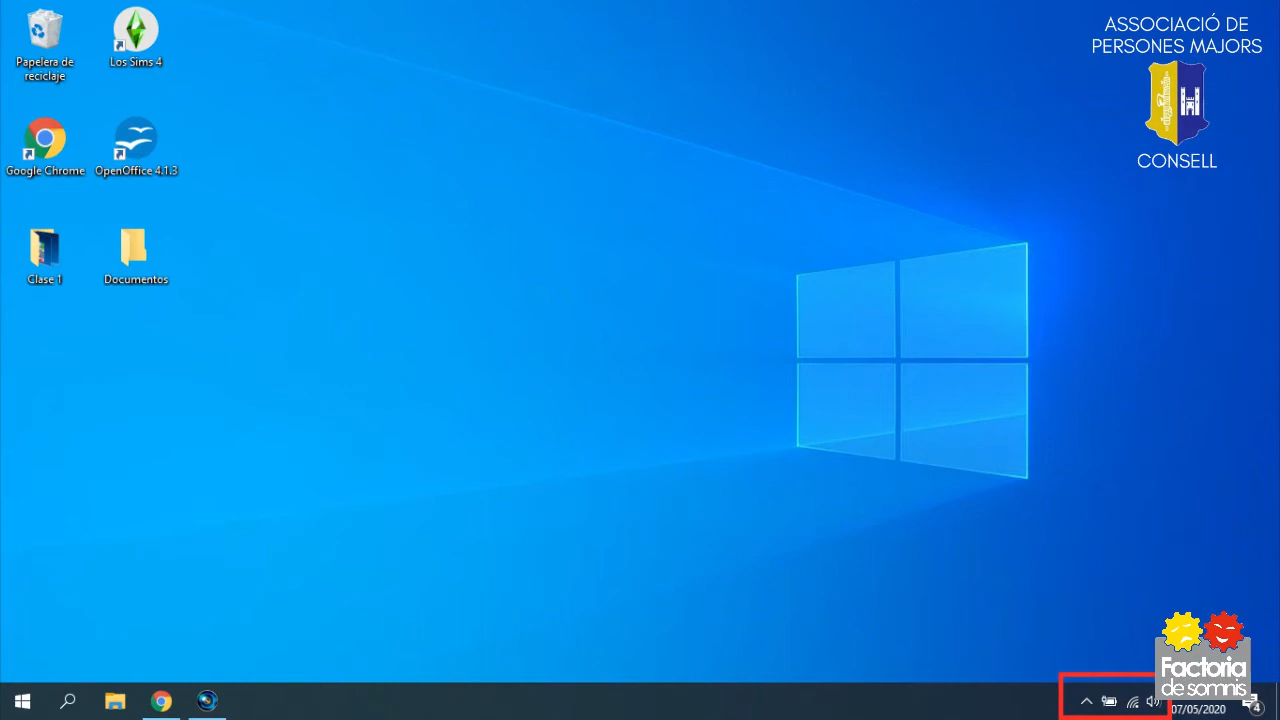 Papelera de
reciclaje
Los Sims 4
Google Chrome
OpenOffice 4.1.3
Clase 1
Documentos
ASSOCIACIÓ DE
PERSONES MAJORS
CONSELL
Factoria
de somnis
07/05/2020
4